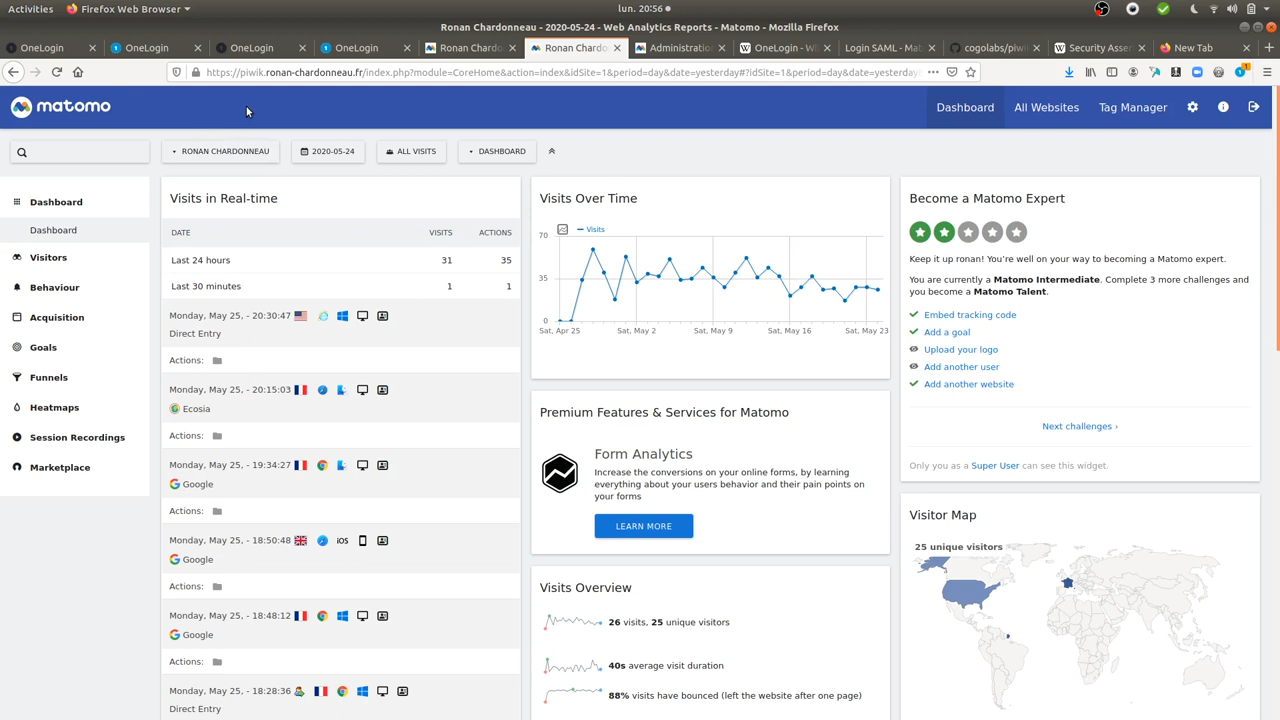 Activities
Firefox Web Browser
lun. 20:56
Ronan Chardonneau - 2020-05-24 - Web Analytics Reports - Matomo - Mozilla Firefox
OneLogin
OneLogin
OneLogin
OneLogin
Ronan Chardo
Ronan Chardo
Administration
OneLogin - Wi
Login SAML - Mat
cogolabs/piwik
Security Asser
New Tab
https://piwik.ronan-chardonneau.fr/index.php?module=CoreHome&action=index&idSite=1&period=day&date=yesterday#?idSite=1&period=day&date=yesterday
1
matomo
Dashboard
All Websites
Tag Manager
RONAN CHARDONNEAU
2020-05-24
ALL VISITS
DASHBOARD
Dashboard
Dashboard
Visitors
Behaviour
Acquisition
Goals
Funnels
Heatmaps
Session Recordings
Marketplace
Visits in Real-time
DATE VISITS ACTIONS
Last 24 hours 31 35
Last 30 minutes 1 1
Monday, May 25, - 20:30:47
Direct Entry
Actions:
Monday, May 25, - 20:15:03
Ecosia
Actions:
Monday, May 25, - 19:34:27
Google
Actions:
Monday, May 25, - 18:50:48 iOS
Google
Actions:
Monday, May 25, - 18:48:12
Google
Actions:
Monday, May 25, - 18:28:36
Direct Entry
Visits Over Time
Visits
70
35
0
Sat, Apr 25 Sat, May 2 Sat, May 9 Sat, May 16 Sat, May 23
Premium Features & Services for Matomo
Form Analytics
Increase the conversions on your online forms, by learning
everything about your users behavior and their pain points on
your forms
LEARN MORE
Visits Overview
26 visits, 25 unique visitors
40s average visit duration
88% visits have bounced (left the website after one page)
Become a Matomo Expert
Keep it up ronan! You're well on your way to becoming a Matomo expert.
You are currently a Matomo Intermediate. Complete 3 more challenges and
you become a Matomo Talent.
Embed tracking code
Add a goal
Upload your logo
Add another user
Add another website
Next challenges ›
Only you as a Super User can see this widget.
Visitor Map
25 unique visitors